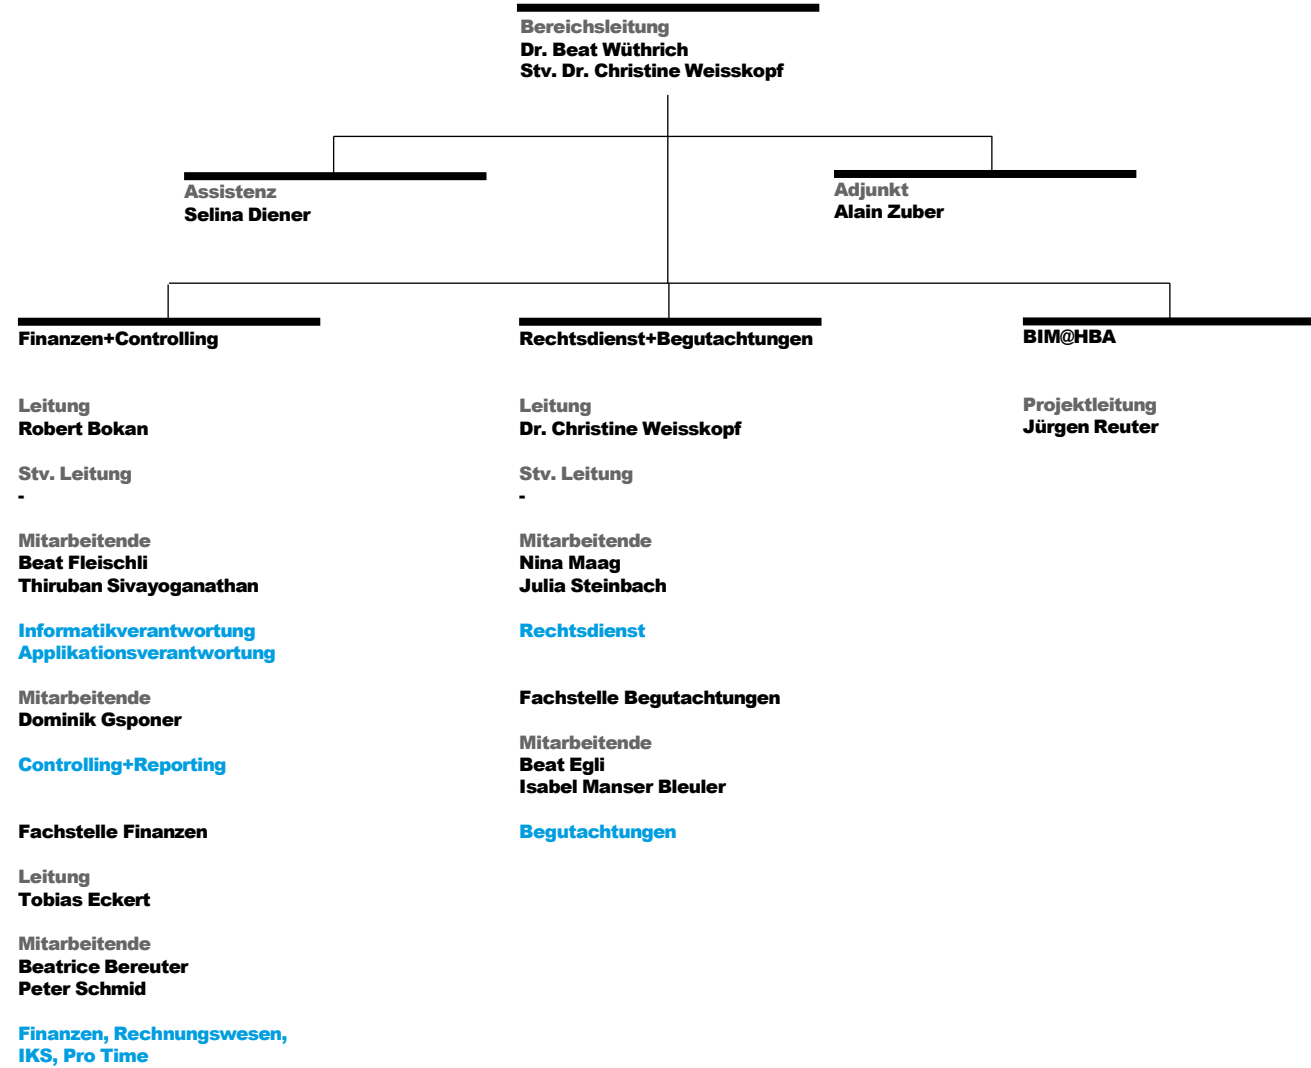 Bereichsleitung
Dr. Beat Wüthrich
Stv. Dr. Christine Weisskopf
Assistenz
Selina Diener
Adjunkt
Alain Zuber
Finanzen+Controlling
Leitung
Robert Bokan
Stv. Leitung
-
Mitarbeitende
Beat Fleischli
Thiruban Sivayoganathan
Informatikverantwortung
Applikationsverantwortung
Mitarbeitende
Dominik Gsponer
Controlling+Reporting
Fachstelle Finanzen
Leitung
Tobias Eckert
Mitarbeitende
Beatrice Bereuter
Peter Schmid
Finanzen, Rechnungswesen,
IKS, Pro Time
Rechtsdienst+Begutachtungen
Leitung
Dr. Christine Weisskopf
Stv. Leitung
-
Mitarbeitende
Nina Maag
Julia Steinbach
Rechtsdienst
Fachstelle Begutachtungen
Mitarbeitende
Beat Egli
Isabel Manser Bleuler
Begutachtungen
BIM@HBA
Projektleitung
Jürgen Reuter